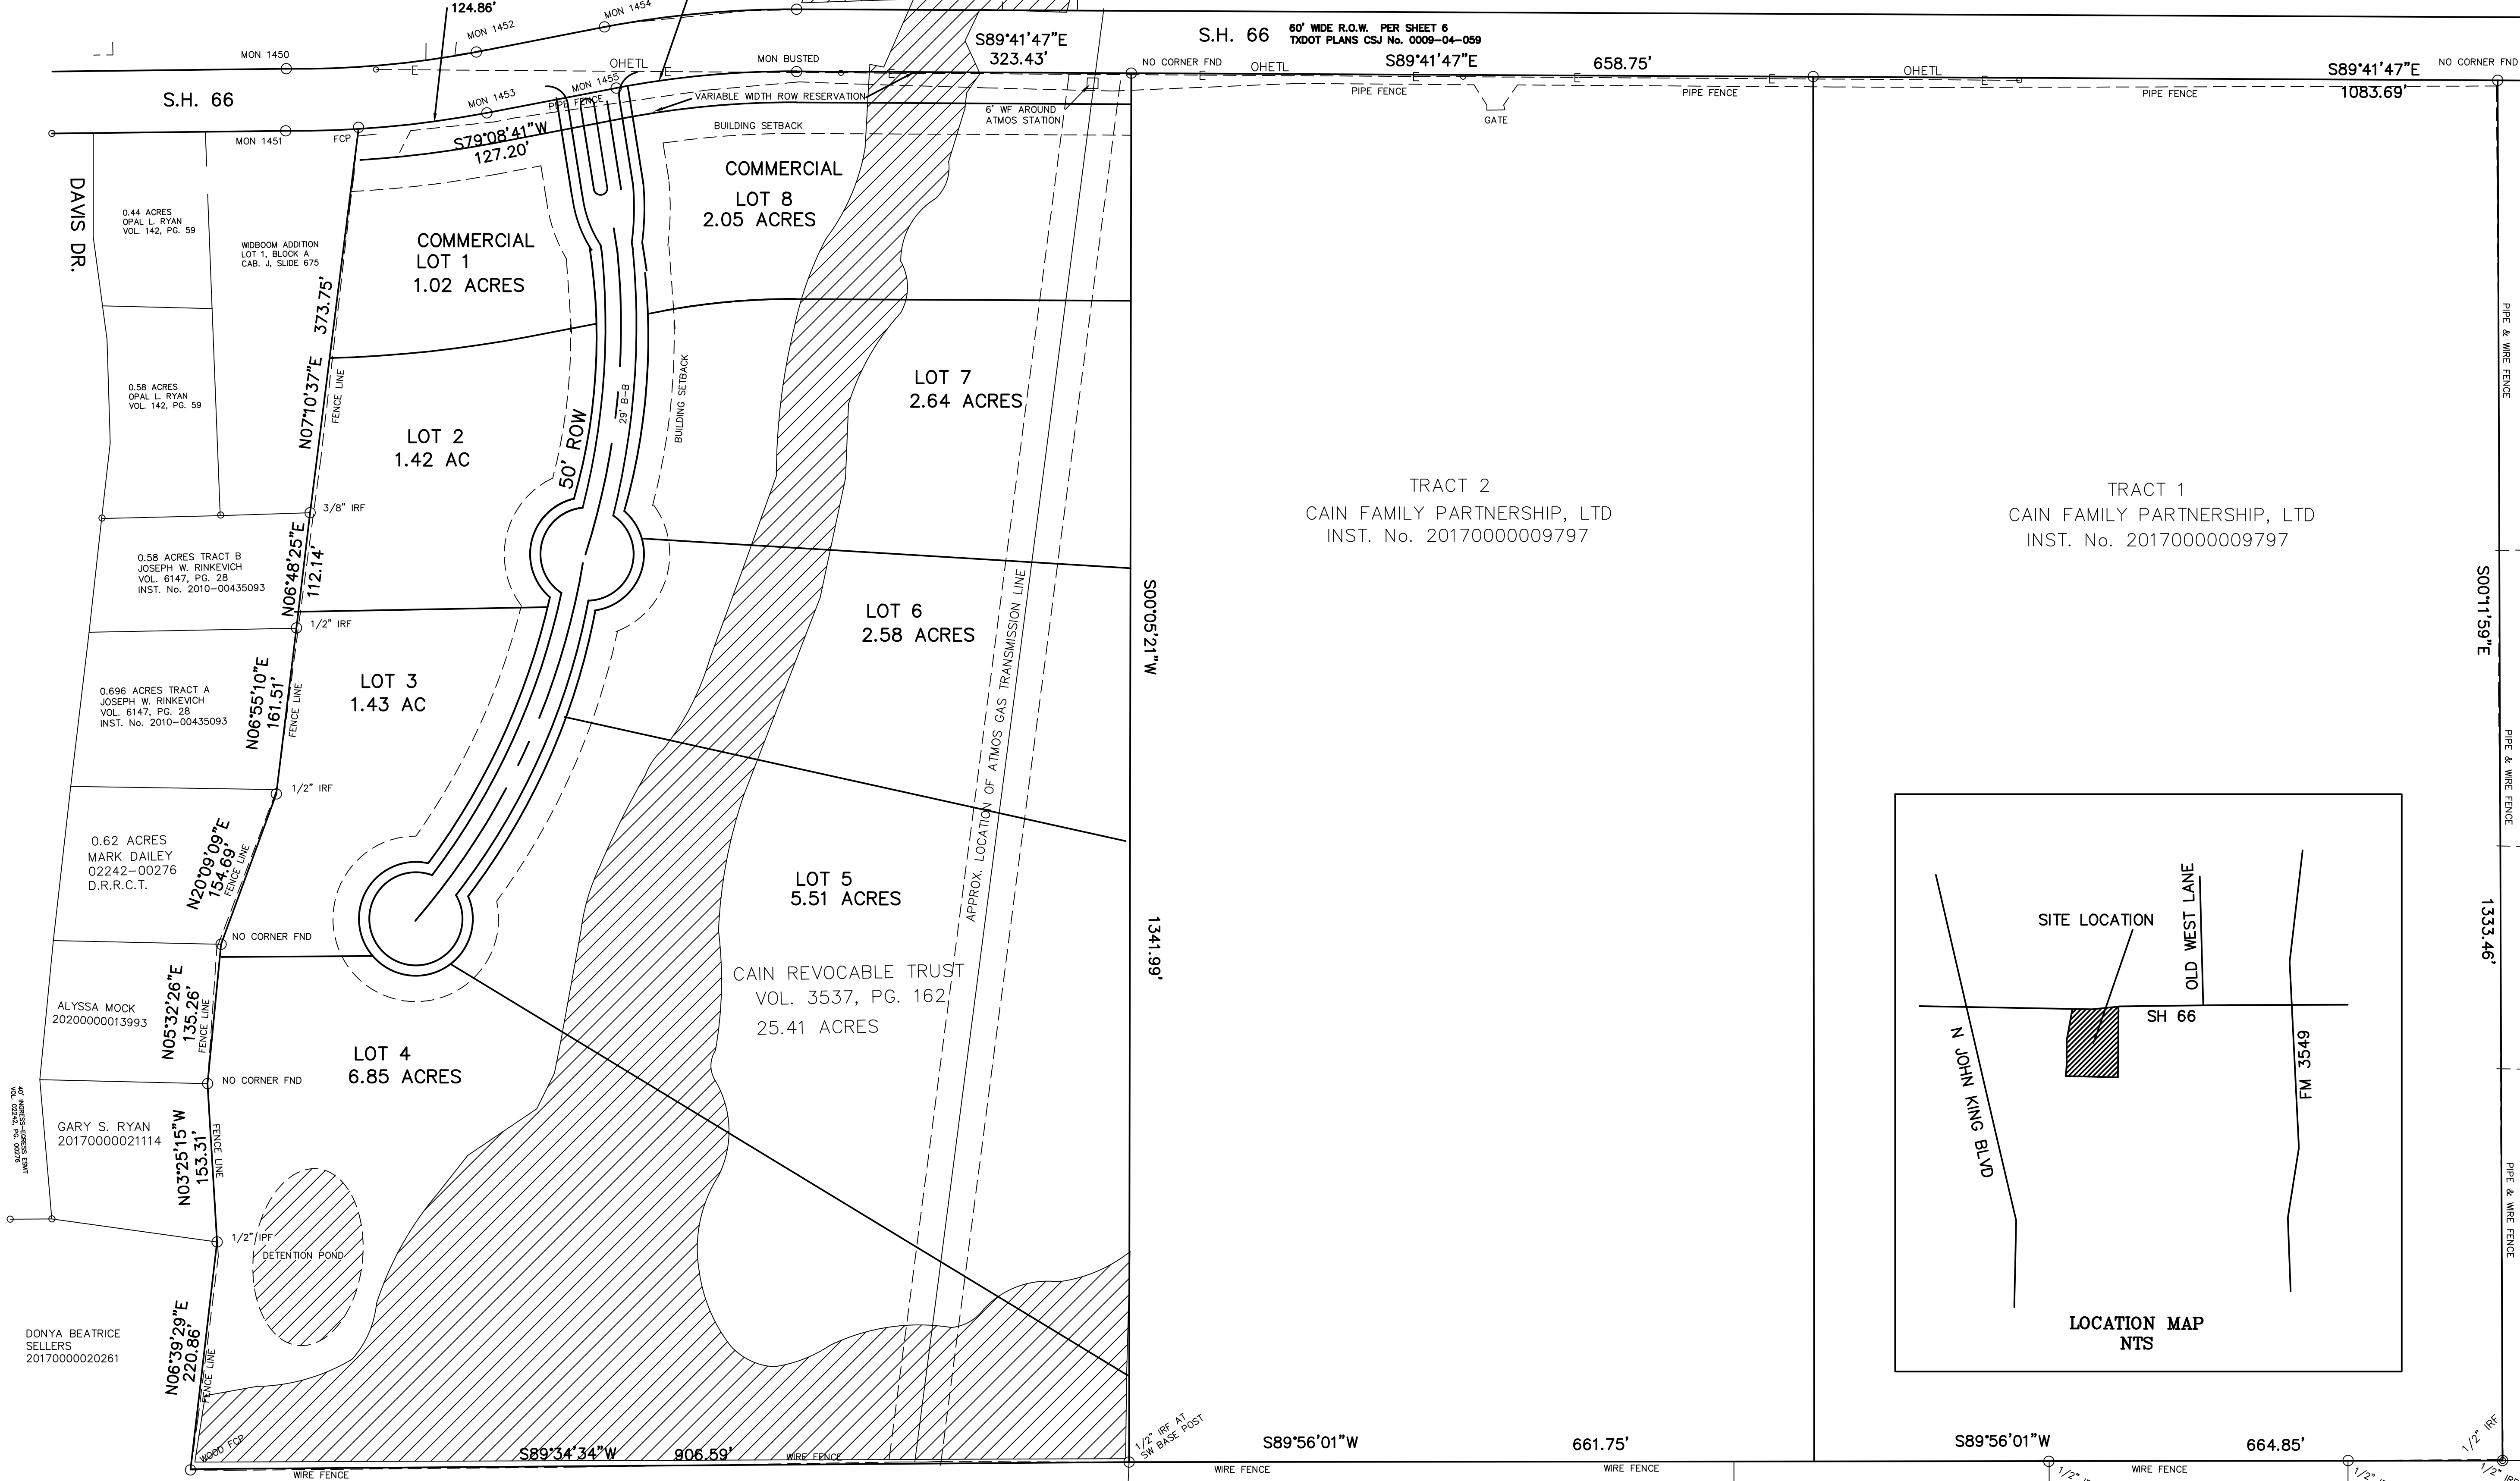 124.86'
MON 1452
MON 1454
MON 1450
S.H. 66
MON 1451
FCP
MON 1453
PIPE FENCE
MON 1455
OHETL
E
E
MON BUSTED
VARIABLE WIDTH ROW RESERVATION
E
S89°41'47"E
323.43'
6' WF AROUND
ATMOS STATION
S.H. 66
60' WIDE R.O.W. PER SHEET 6
TXDOT PLANS CSJ No. 0009-04-059
NO CORNER FND
E
OHETL
S89°41'47"E
E
658.75'
E
E
OHETL
E
S89°41'47"E
1083.69'
NO CORNER FND
PIPE FENCE
GATE
PIPE FENCE
PIPE FENCE
S79°08'41"W
127.20'
BUILDING SETBACK
DAVIS DR.
0.44 ACRES
OPAL L. RYAN
VOL. 142, PG. 59
WIDBOOM ADDITION
LOT 1, BLOCK A
CAB. J, SLIDE 675
0.58 ACRES
OPAL L. RYAN
VOL. 142, PG. 59
N07°10'37"E
373.75'
FENCE LINE
COMMERCIAL
LOT 1
1.02 ACRES
COMMERCIAL
LOT 8
2.05 ACRES
LOT 2
1.42 AC
50' ROW
29' B-B
BUILDING SETBACK
LOT 7
2.64 ACRES
3/8" IRF
0.58 ACRES TRACT B
JOSEPH W. RINKEVICH
VOL. 6147, PG. 28
INST. No. 2010-00435093
N06°48'25"E
112.14'
1/2" IRF
0.696 ACRES TRACT A
JOSEPH W. RINKEVICH
VOL. 6147, PG. 28
INST. No. 2010-00435093
N06°55'10"E
161.51'
FENCE LINE
LOT 3
1.43 AC
LOT 6
2.58 ACRES
APPROX. LOCATION OF ATMOS GAS TRANSMISSION LINE
1/2" IRF
0.62 ACRES
MARK DAILEY
02242-00276
D.R.R.C.T.
N20°09'09"E
154.69'
FENCE LINE
NO CORNER FND
LOT 5
5.51 ACRES
CAIN REVOCABLE TRUST
VOL. 3537, PG. 162
25.41 ACRES
ALYSSA MOCK
20200000013993
N05°32'26"E
135.26'
FENCE LINE
NO CORNER FND
LOT 4
6.85 ACRES
40' INGRESS-EGRESS ESMT
VOL. 02242, PG. 00276
GARY S. RYAN
20170000021114
N03°25'15"W
153.31'
FENCE LINE
1/2" IPF
DETENTION POND
DONYA BEATRICE
SELLERS
20170000020261
N06°39'29"E
220.86'
FENCE LINE
WOOD FCP
WIRE FENCE
S89°34'34"W
906.59'
WIRE FENCE
1/2" IRF AT
SW BASE POST
S00°05'21"W
1341.99'
TRACT 2
CAIN FAMILY PARTNERSHIP, LTD
INST. No. 20170000009797
TRACT 1
CAIN FAMILY PARTNERSHIP, LTD
INST. No. 20170000009797
PIPE & WIRE FENCE
S00°11'59"E
PIPE & WIRE FENCE
1333.46'
PIPE & WIRE FENCE
SITE LOCATION
OLD WEST LANE
SH 66
N JOHN KING BLVD
FM 3549
LOCATION MAP
NTS
WIRE FENCE
S89°56'01"W
661.75'
WIRE FENCE
S89°56'01"W
1/2"
WIRE FENCE
664.85'
1/2"
1/2" IRF
1/2"